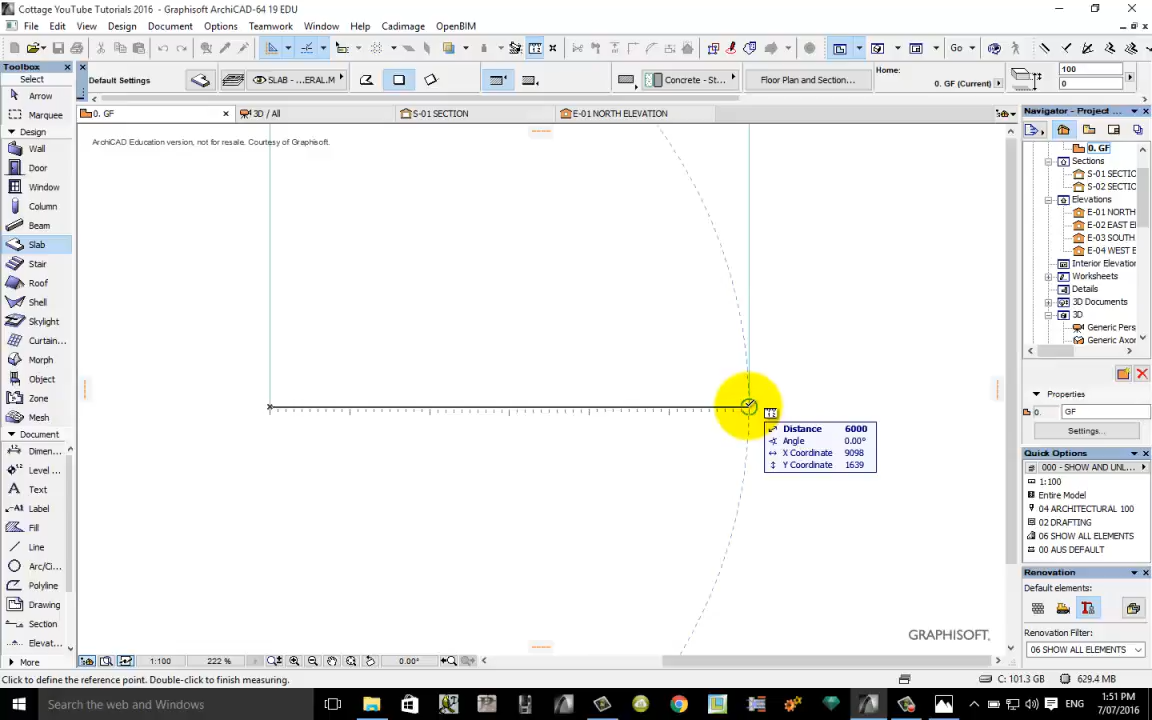 Cottage YouTube Tutorials 2016 - Graphisoft ArchiCAD-64 19 EDU
File Edit View Design Document Options Teamwork Window Help Cadimage OpenBIM
Go
Toolbox
Select
Arrow
Marquee
Design
Wall
Door
Window
Column
Beam
Slab
Stair
Roof
Shell
Skylight
Curtain...
Morph
Object
Zone
Mesh
Document
Dimen...
Level ...
Text
Label
Fill
Line
Arc/Ci...
Polyline
Drawing
Section
Elevat...
More
Default Settings
SLAB - ...ERAL.M
Concrete - St...
Floor Plan and Section...
Home:
0. GF (Current)
100
0
0. GF
3D / All
S-01 SECTION
E-01 NORTH ELEVATION
ArchiCAD Education version, not for resale. Courtesy of Graphisoft.
Distance 6000
Angle 0.00°
X Coordinate 9098
Y Coordinate 1639
GRAPHISOFT.
Navigator - Project ...
0. GF
Sections
S-01 SECTIC
S-02 SECTIC
Elevations
E-01 NORTH
E-02 EAST E
E-03 SOUTH
E-04 WEST E
Interior Elevation
Worksheets
Details
3D Documents
3D
Generic Pers
Generic Axon
Properties
0. GF
Settings...
Quick Options
000 - SHOW AND UNL...
1:100
Entire Model
04 ARCHITECTURAL 100
02 DRAFTING
06 SHOW ALL ELEMENTS
00 AUS DEFAULT
Renovation
Default elements:
Renovation Filter:
06 SHOW ALL ELEMENTS
1:100 222 % 0.00°
Click to define the reference point. Double-click to finish measuring.
C: 101.3 GB 629.4 MB
Search the web and Windows
ENG
1:51 PM
7/07/2016